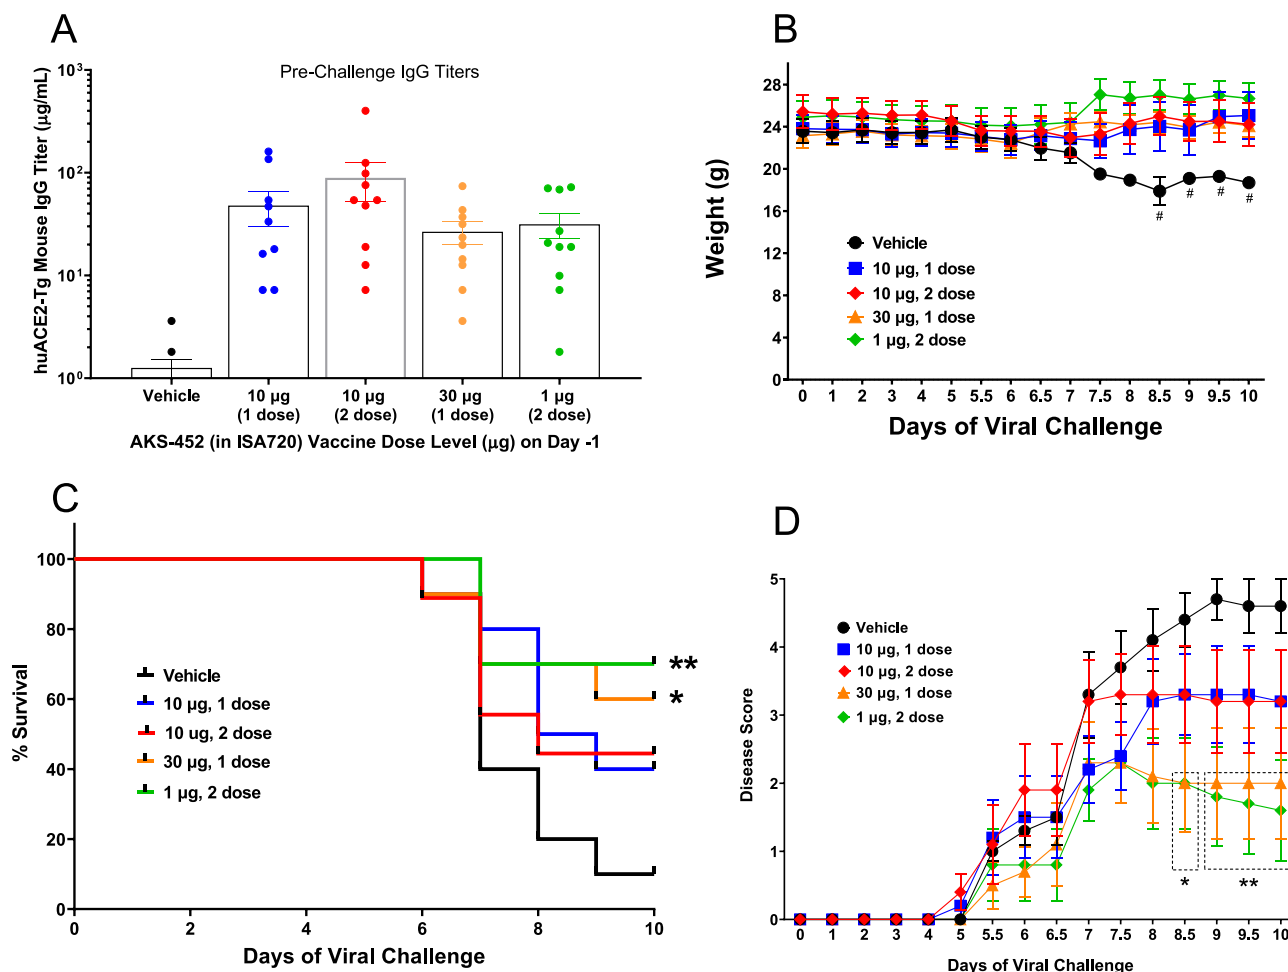 A
Pre-Challenge IgG Titers
huACE2-Tg Mouse IgG Titer (µg/mL)
10³
10²
10¹
10⁰
Vehicle
10 µg
(1 dose)
10 µg
(2 dose)
30 µg
(1 dose)
1 µg
(2 dose)
AKS-452 (in ISA720) Vaccine Dose Level (µg) on Day -1
B
Weight (g)
28
24
20
16
12
8
4
0
# # # #
Vehicle
10 µg, 1 dose
10 µg, 2 dose
30 µg, 1 dose
1 µg, 2 dose
0 1 2 3 4 5 5.5 6 6.5 7 7.5 8 8.5 9 9.5 10
Days of Viral Challenge
C
% Survival
100
80
60
40
20
0
Vehicle
10 µg, 1 dose
10 ug, 2 dose
30 µg, 1 dose
1 µg, 2 dose
**
*
0 2 4 6 8 10
Days of Viral Challenge
D
Disease Score
5
4
3
2
1
0
Vehicle
10 µg, 1 dose
10 µg, 2 dose
30 µg, 1 dose
1 µg, 2 dose
* **
0 1 2 3 4 5 5.5 6 6.5 7 7.5 8 8.5 9 9.5 10
Days of Viral Challenge